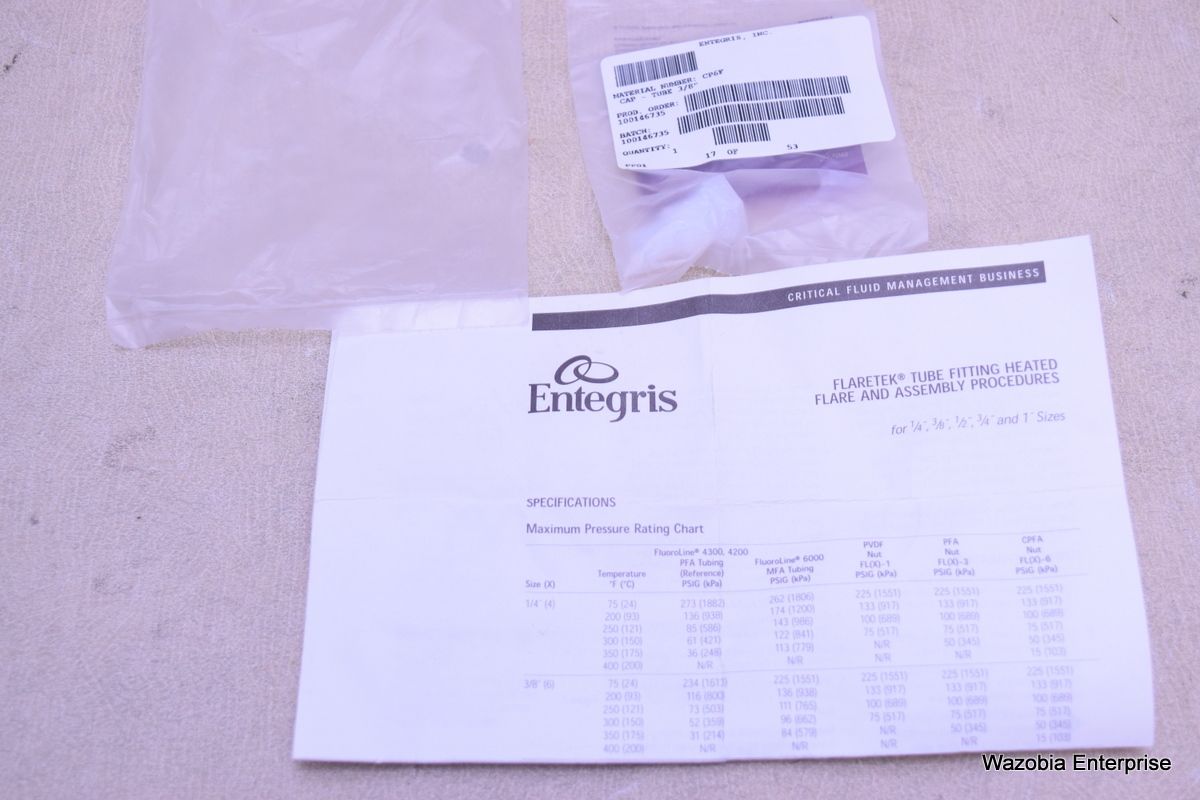 ENTEGRIS, INC.
MATERIAL NUMBER: CP6F
CAP - TUBE 3/8"
PROD. ORDER:
100146735
BATCH:
100146735
QUANTITY: 1 17 OF 53
CRITICAL FLUID MANAGEMENT BUSINESS
Entegris
FLARETEK® TUBE FITTING HEATED
FLARE AND ASSEMBLY PROCEDURES
for 1/4", 3/8", 1/2", 3/4" and 1" Sizes
SPECIFICATIONS
Maximum Pressure Rating Chart
Size (X) Temperature °F (°C) FluoroLine® 4300, 4200 PFA Tubing (Reference) PSIG (kPa) FluoroLine® 6000 MFA Tubing PSIG (kPa) PVDF Nut FL(X)-1 PSIG (kPa) PFA Nut FL(X)-3 PSIG (kPa) CPFA Nut FL(X)-6 PSIG (kPa)
1/4" (4) 75 (24) 273 (1882) 262 (1806) 225 (1551) 225 (1551) 225 (1551)
200 (93) 136 (938) 174 (1200) 133 (917) 133 (917) 133 (917)
250 (121) 85 (586) 143 (986) 100 (689) 100 (689) 100 (689)
300 (150) 61 (421) 122 (841) 75 (517) 75 (517) 75 (517)
350 (175) 36 (248) 113 (779) N/R 50 (345) 50 (345)
400 (200) N/R N/R N/R N/R 15 (103)
3/8" (6) 75 (24) 234 (1613) 225 (1551) 225 (1551) 225 (1551) 225 (1551)
200 (93) 116 (800) 136 (938) 133 (917) 133 (917) 133 (917)
250 (121) 73 (503) 111 (765) 100 (689) 100 (689) 100 (689)
300 (150) 52 (359) 96 (662) 75 (517) 75 (517) 75 (517)
350 (175) 31 (214) 84 (579) N/R 50 (345) 50 (345)
400 (200) N/R N/R N/R N/R 15 (103)
Wazobia Enterprise